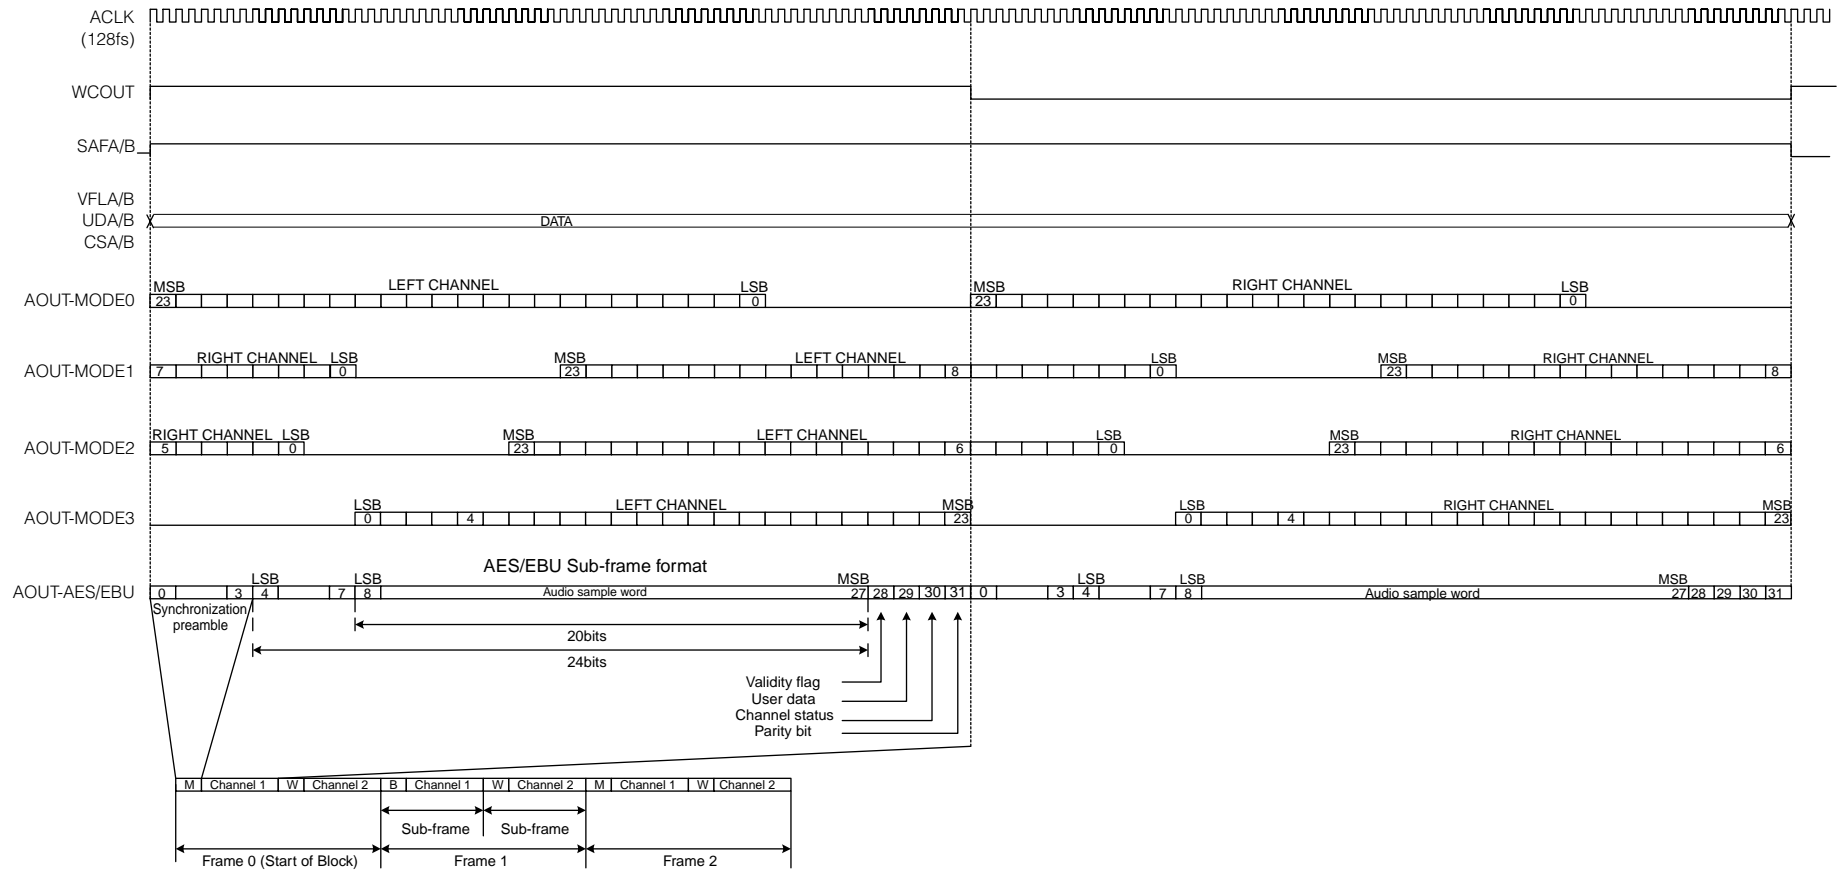 ACLK
(128fs)
WCOUT
SAFA/B
VFLA/B
UDA/B
CSA/B
DATA
MSB LEFT CHANNEL LSB MSB RIGHT CHANNEL LSB
AOUT-MODE0 23 0 23 0
RIGHT CHANNEL LSB MSB LEFT CHANNEL LSB MSB RIGHT CHANNEL
AOUT-MODE1 7 0 23 8 0 23 8
RIGHT CHANNEL LSB MSB LEFT CHANNEL LSB MSB RIGHT CHANNEL
AOUT-MODE2 5 0 23 6 0 23 6
LSB LEFT CHANNEL MSB LSB RIGHT CHANNEL MSB
AOUT-MODE3 0 4 23 0 4 23
AES/EBU Sub-frame format
LSB LSB MSB LSB LSB MSB
AOUT-AES/EBU 0 3 4 7 8 Audio sample word 27 28 29 30 31 0 3 4 7 8 Audio sample word 27 28 29 30 31
Synchronization
preamble
20bits
24bits
Validity flag
User data
Channel status
Parity bit
M Channel 1 W Channel 2 B Channel 1 W Channel 2 M Channel 1 W Channel 2
Sub-frame Sub-frame
Frame 0 (Start of Block) Frame 1 Frame 2